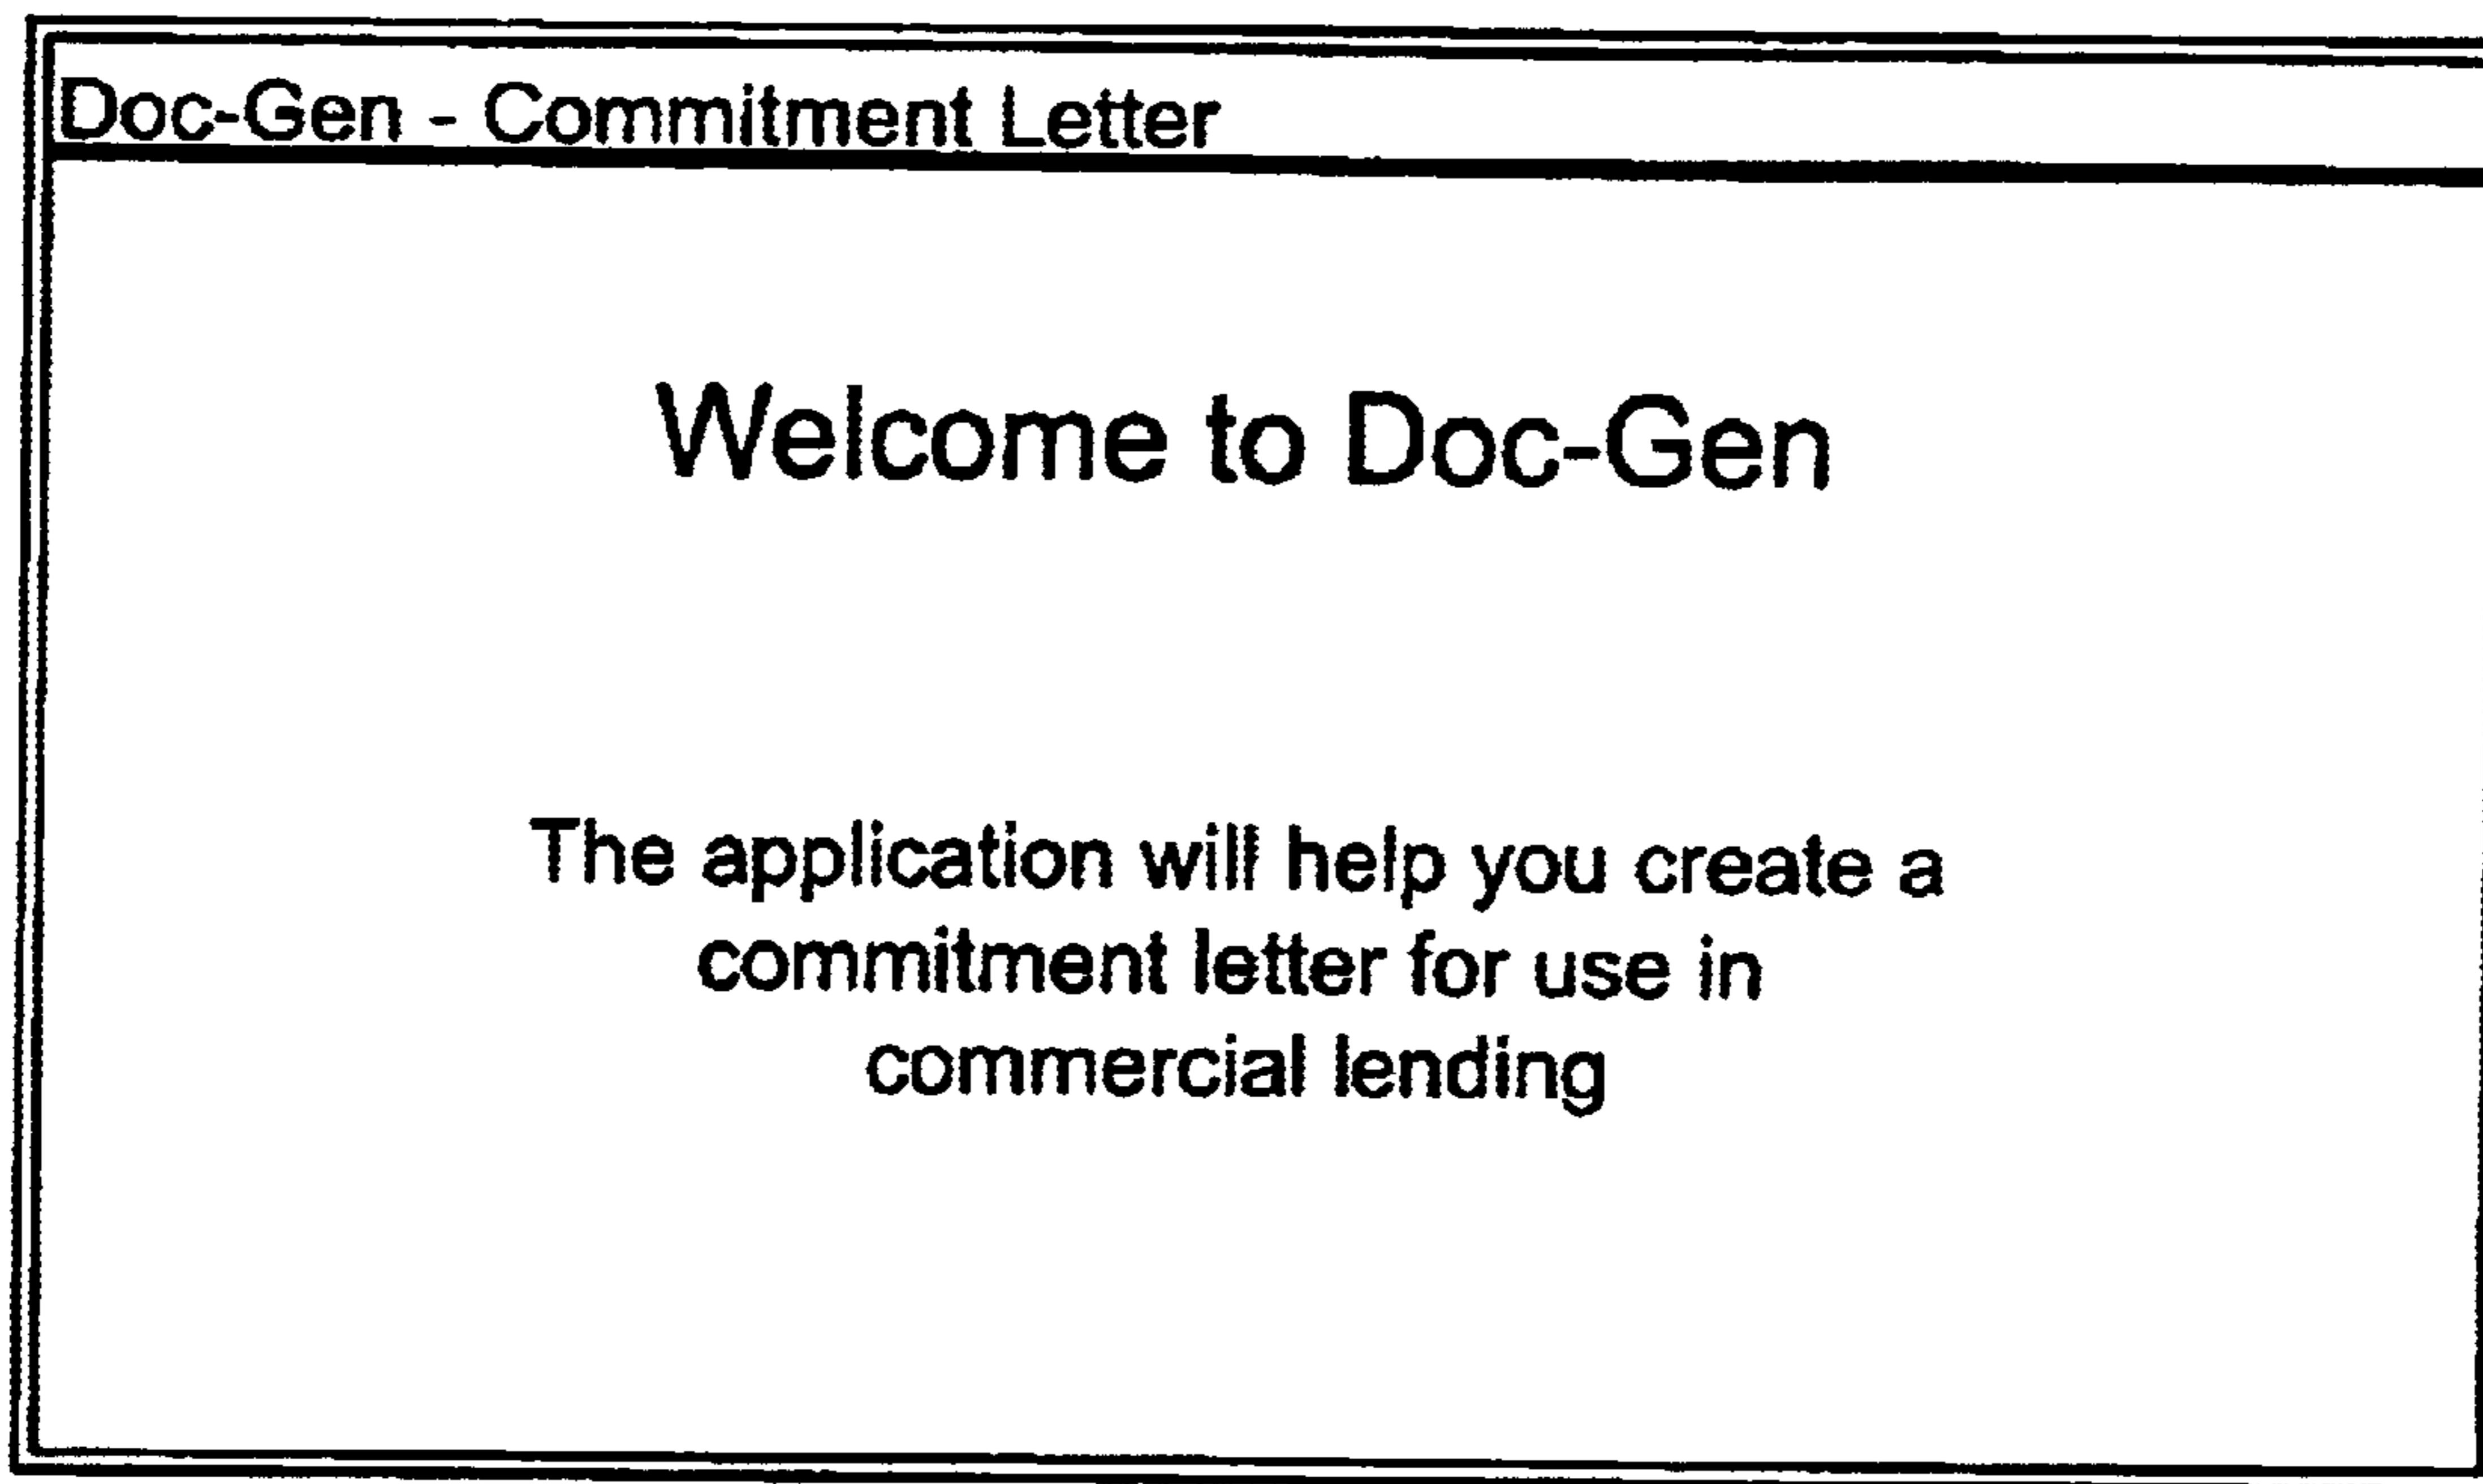 Doc-Gen - Commitment Letter
Welcome to Doc-Gen
The application will help you create a
commitment letter for use in
commercial lending